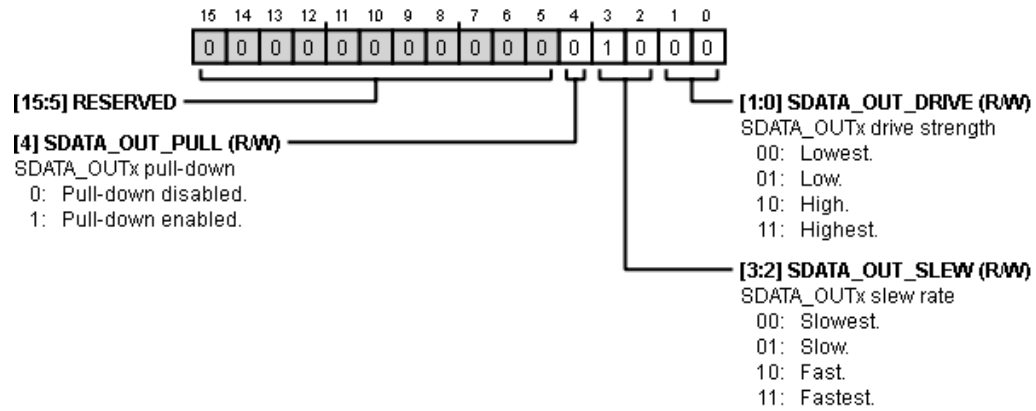 15 14 13 12 11 10 9 8 7 6 5 4 3 2 1 0
0 0 0 0 0 0 0 0 0 0 0 0 1 0 0 0
[15:5] RESERVED
[4] SDATA_OUT_PULL (R/W)
SDATA_OUTx pull-down
0: Pull-down disabled.
1: Pull-down enabled.
[1:0] SDATA_OUT_DRIVE (R/W)
SDATA_OUTx drive strength
00: Lowest.
01: Low.
10: High.
11: Highest.
[3:2] SDATA_OUT_SLEW (R/W)
SDATA_OUTx slew rate
00: Slowest.
01: Slow.
10: Fast.
11: Fastest.